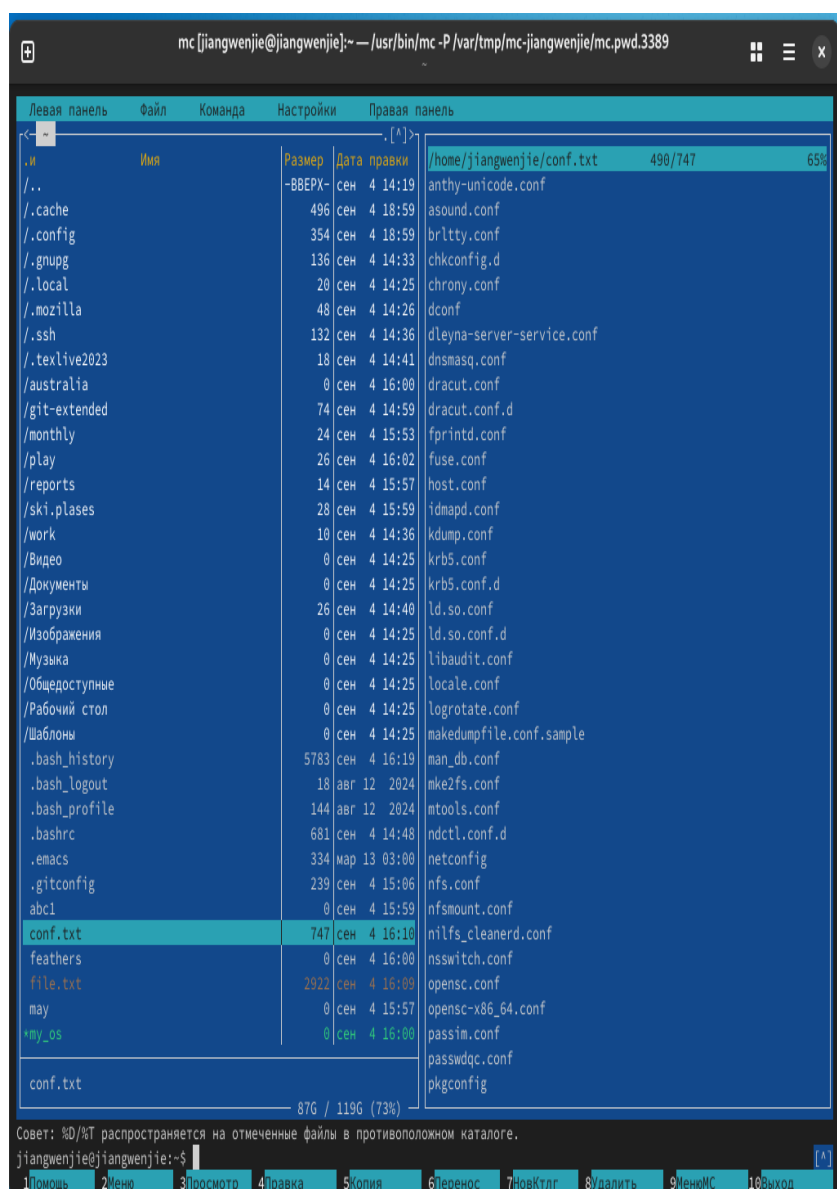 mc [jiangwenjie@jiangwenjie]:~ — /usr/bin/mc -P /var/tmp/mc-jiangwenjie/mc.pwd.3389
~
Левая панель Файл Команда Настройки Правая панель
<— ~ .[^]>
.и Имя Размер Дата правки
/.. -ВВЕРХ- сен 4 14:19
/.cache 496 сен 4 18:59
/.config 354 сен 4 18:59
/.gnupg 136 сен 4 14:33
/.local 20 сен 4 14:25
/.mozilla 48 сен 4 14:26
/.ssh 132 сен 4 14:36
/.texlive2023 18 сен 4 14:41
/australia 0 сен 4 16:00
/git-extended 74 сен 4 14:59
/monthly 24 сен 4 15:53
/play 26 сен 4 16:02
/reports 14 сен 4 15:57
/ski.plases 28 сен 4 15:59
/work 10 сен 4 14:36
/Видео 0 сен 4 14:25
/Документы 0 сен 4 14:25
/Загрузки 26 сен 4 14:40
/Изображения 0 сен 4 14:25
/Музыка 0 сен 4 14:25
/Общедоступные 0 сен 4 14:25
/Рабочий стол 0 сен 4 14:25
/Шаблоны 0 сен 4 14:25
.bash_history 5783 сен 4 16:19
.bash_logout 18 авг 12 2024
.bash_profile 144 авг 12 2024
.bashrc 681 сен 4 14:48
.emacs 334 мар 13 03:00
.gitconfig 239 сен 4 15:06
abc1 0 сен 4 15:59
conf.txt 747 сен 4 16:10
feathers 0 сен 4 16:00
file.txt 2922 сен 4 16:09
may 0 сен 4 15:57
*my_os 0 сен 4 16:00
conf.txt
87G / 119G (73%)
/home/jiangwenjie/conf.txt 490/747 65%
anthy-unicode.conf
asound.conf
brltty.conf
chkconfig.d
chrony.conf
dconf
dleyna-server-service.conf
dnsmasq.conf
dracut.conf
dracut.conf.d
fprintd.conf
fuse.conf
host.conf
idmapd.conf
kdump.conf
krb5.conf
krb5.conf.d
ld.so.conf
ld.so.conf.d
libaudit.conf
locale.conf
logrotate.conf
makedumpfile.conf.sample
man_db.conf
mke2fs.conf
mtools.conf
ndctl.conf.d
netconfig
nfs.conf
nfsmount.conf
nilfs_cleanerd.conf
nsswitch.conf
opensc.conf
opensc-x86_64.conf
passim.conf
passwdqc.conf
pkgconfig
Совет: %D/%T распространяется на отмеченные файлы в противоположном каталоге.
jiangwenjie@jiangwenjie:~$ [^]
1Помощь 2Меню 3Просмотр 4Правка 5Копия 6Перенос 7НовКтлг 8Удалить 9МенюMC 10Выход